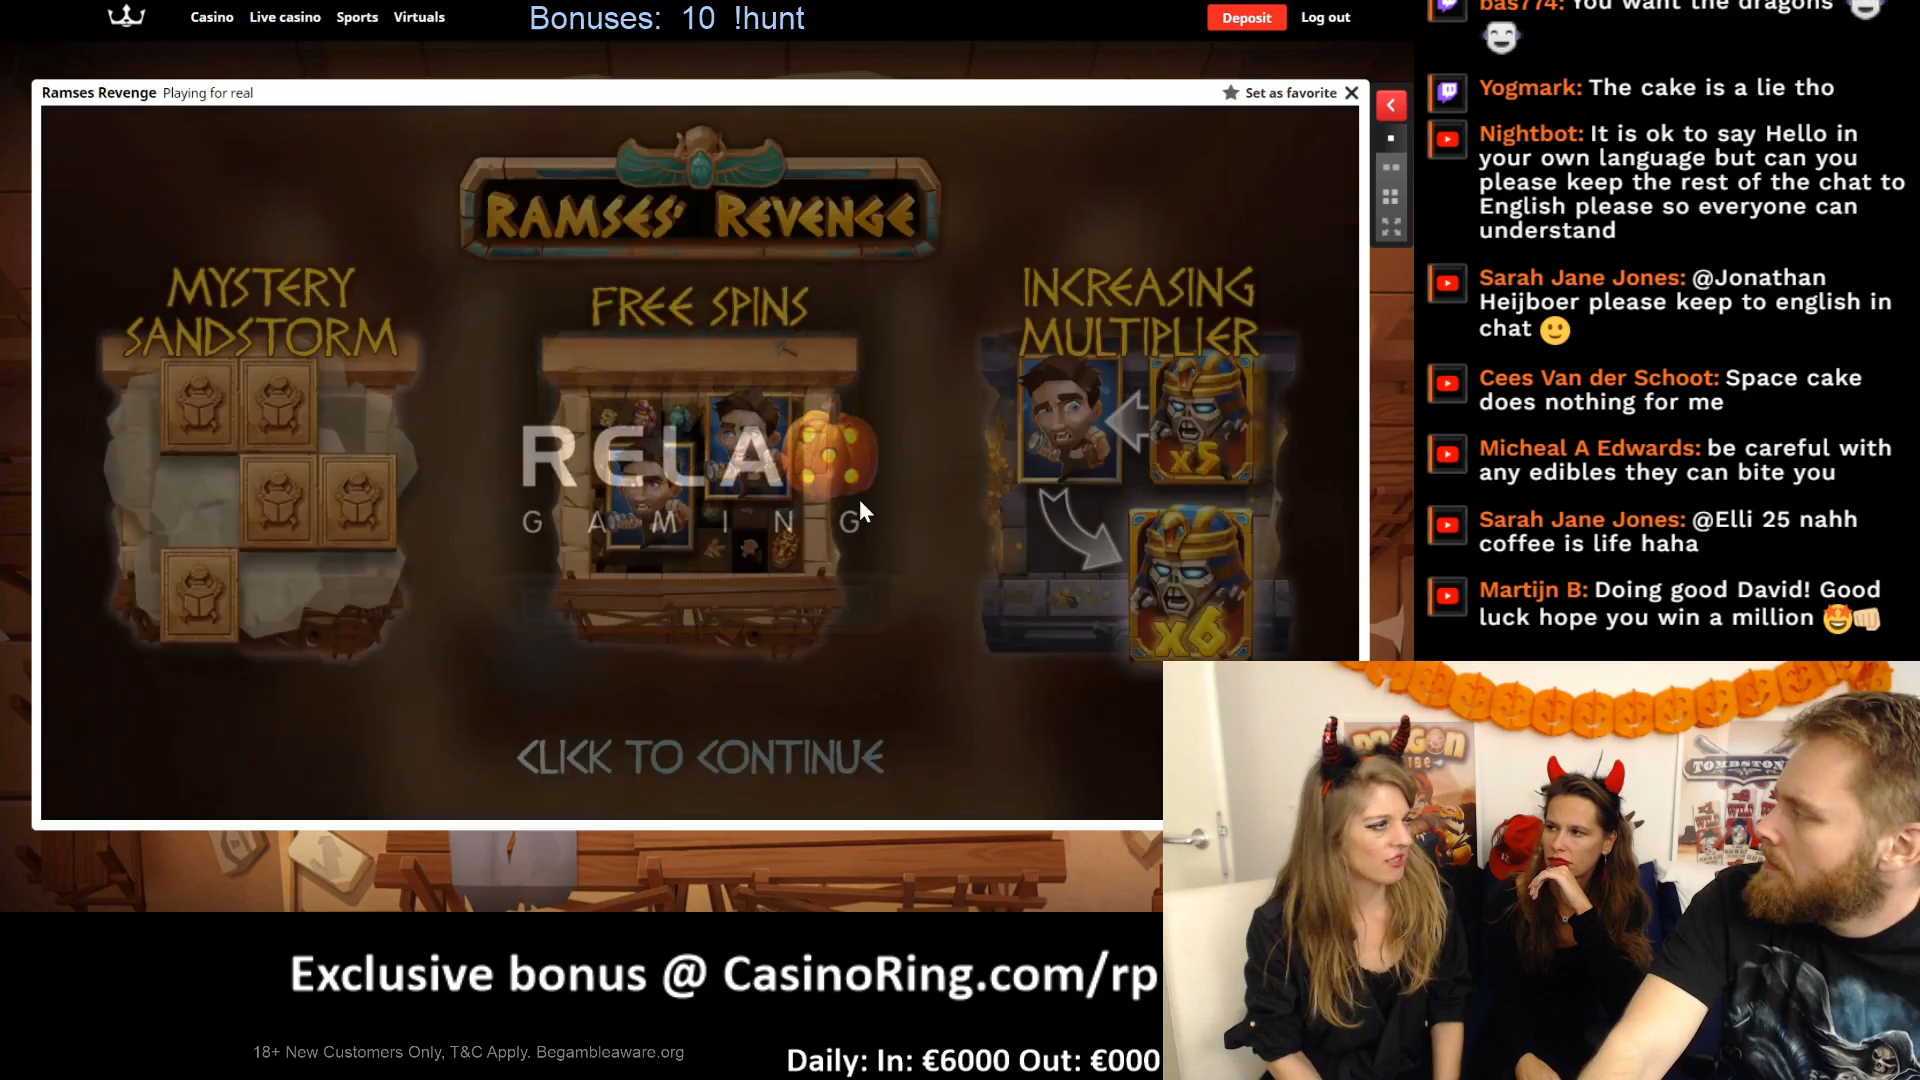 Casino Live casino Sports Virtuals
Bonuses: 10 !hunt
Deposit Log out
Ramses Revenge Playing for real
Set as favorite
RAMSES' REVENGE
MYSTERY
SANDSTORM
FREE SPINS
INCREASING
MULTIPLIER
x5
x6
RELA
GAMING
CLICK TO CONTINUE
bas774: You want the dragons
Yogmark: The cake is a lie tho
Nightbot: It is ok to say Hello in
your own language but can you
please keep the rest of the chat to
English please so everyone can
understand
Sarah Jane Jones: @Jonathan
Heijboer please keep to english in
chat 🙂
Cees Van der Schoot: Space cake
does nothing for me
Micheal A Edwards: be careful with
any edibles they can bite you
Sarah Jane Jones: @Elli 25 nahh
coffee is life haha
Martijn B: Doing good David! Good
luck hope you win a million 🤩👊🏻
TOMBSTONE
Exclusive bonus @ CasinoRing.com/rp
18+ New Customers Only, T&C Apply. Begambleaware.org
Daily: In: €6000 Out: €000